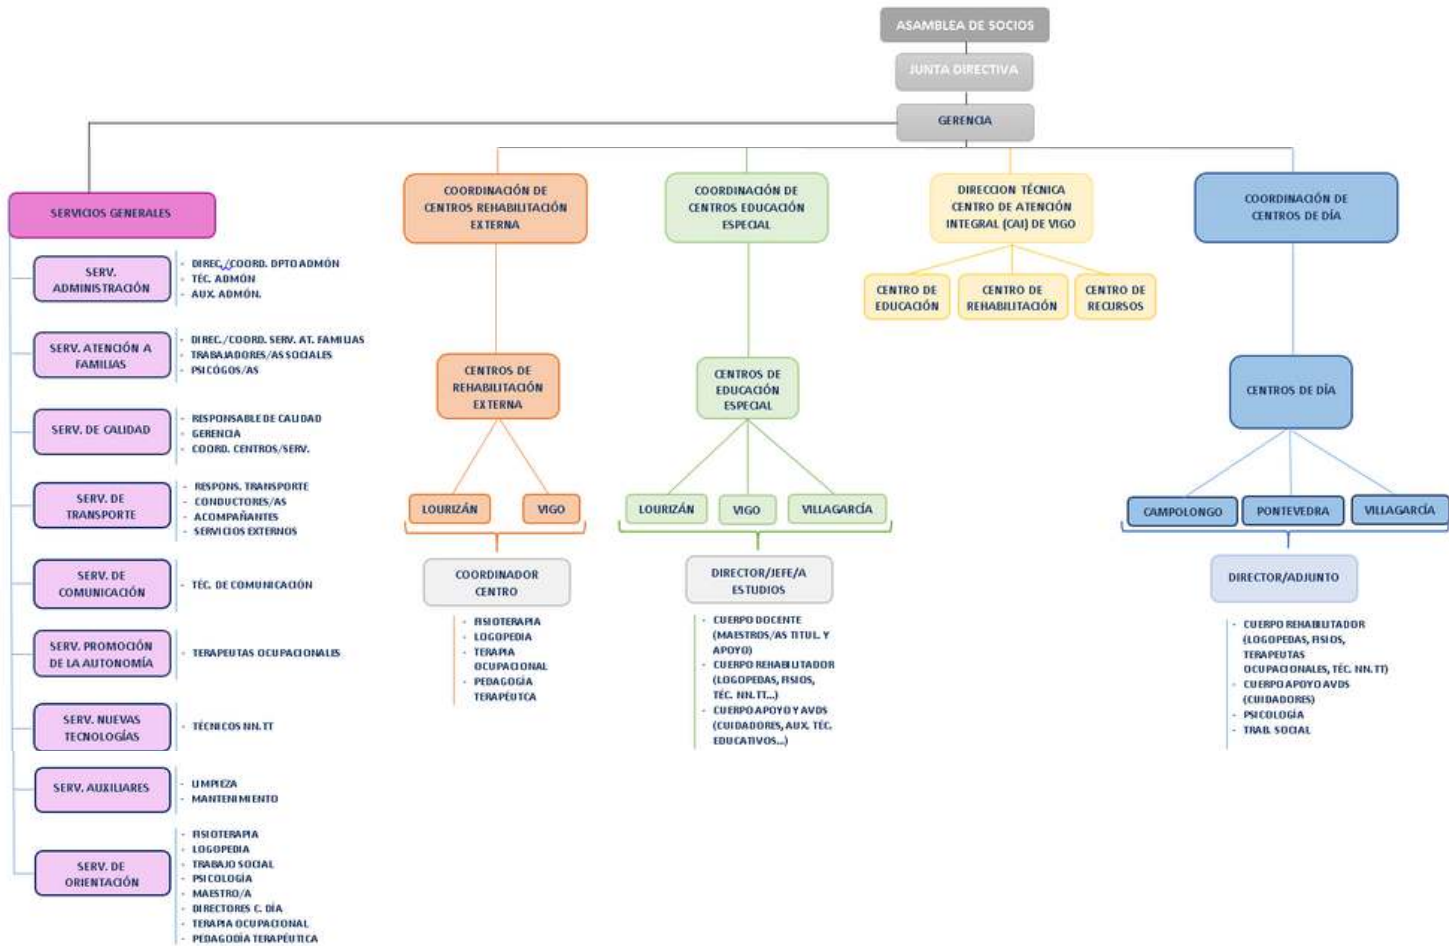 ASAMBLEA DE SOCIOS
JUNTA DIRECTIVA
GERENCIA
SERVICIOS GENERALES
SERV.
ADMINISTRACIÓN
- DIREC./COORD. DPTO ADMÓN
- TÉC. ADMÓN
- AUX. ADMÓN.
SERV. ATENCIÓN A
FAMILIAS
- DIREC./COORD. SERV. AT. FAMILIAS
- TRABAJADORES/AS SOCIALES
- PSICÓGOS/AS
SERV. DE CALIDAD
- RESPONSABLE DE CALIDAD
- GERENCIA
- COORD. CENTROS/SERV.
SERV. DE
TRANSPORTE
- RESPONS. TRANSPORTE
- CONDUCTORES/AS
- ACOMPAÑANTES
- SERVICIOS EXTERNOS
SERV. DE
COMUNICACIÓN
- TÉC. DE COMUNICACIÓN
SERV. PROMOCIÓN
DE LA AUTONOMÍA
- TERAPEUTAS OCUPACIONALES
SERV. NUEVAS
TECNOLOGÍAS
- TÉCNICOS NN.TT
SERV. AUXILIARES
- LIMPIEZA
- MANTENIMIENTO
SERV. DE
ORIENTACIÓN
- FISIOTERAPIA
- LOGOPEDIA
- TRABAJO SOCIAL
- PSICOLOGÍA
- MAESTRO/A
- DIRECTORES C. DÍA
- TERAPIA OCUPACIONAL
- PEDAGODÍA TERAPÉUTICA
COORDINACIÓN DE
CENTROS REHABILITACIÓN
EXTERNA
CENTROS DE
REHABILITACIÓN
EXTERNA
LOURIZÁN
VIGO
COORDINADOR
CENTRO
- FISIOTERAPIA
- LOGOPEDIA
- TERAPIA
OCUPACIONAL
- PEDAGOGÍA
TERAPÉUTCA
COORDINACIÓN DE
CENTROS EDUCACIÓN
ESPECIAL
CENTROS DE
EDUCACIÓN
ESPECIAL
LOURIZÁN
VIGO
VILLAGARCÍA
DIRECTOR/JEFE/A
ESTUDIOS
- CUERPO DOCENTE
(MAESTROS/AS TITUL. Y
APOYO)
- CUERPO REHABILITADOR
(LOGOPEDAS, FISIOS,
TÉC. NN.TT...)
- CUERPO APOYO Y AVDS
(CUIDADORES, AUX. TÉC.
EDUCATIVOS...)
DIRECCION TÉCNICA
CENTRO DE ATENCIÓN
INTEGRAL (CAI) DE VIGO
CENTRO DE
EDUCACIÓN
CENTRO DE
REHABILITACIÓN
CENTRO DE
RECURSOS
COORDINACIÓN DE
CENTROS DE DÍA
CENTROS DE DÍA
CAMPOLONGO
PONTEVEDRA
VILLAGARCÍA
DIRECTOR/ADJUNTO
- CUERPO REHABILITADOR
(LOGOPEDAS, FISIOS,
TERAPEUTAS
OCUPACIONALES, TÉC. NN.TT)
- CUERPO APOYO AVDS
(CUIDADORES)
- PSICOLOGÍA
- TRAB. SOCIAL